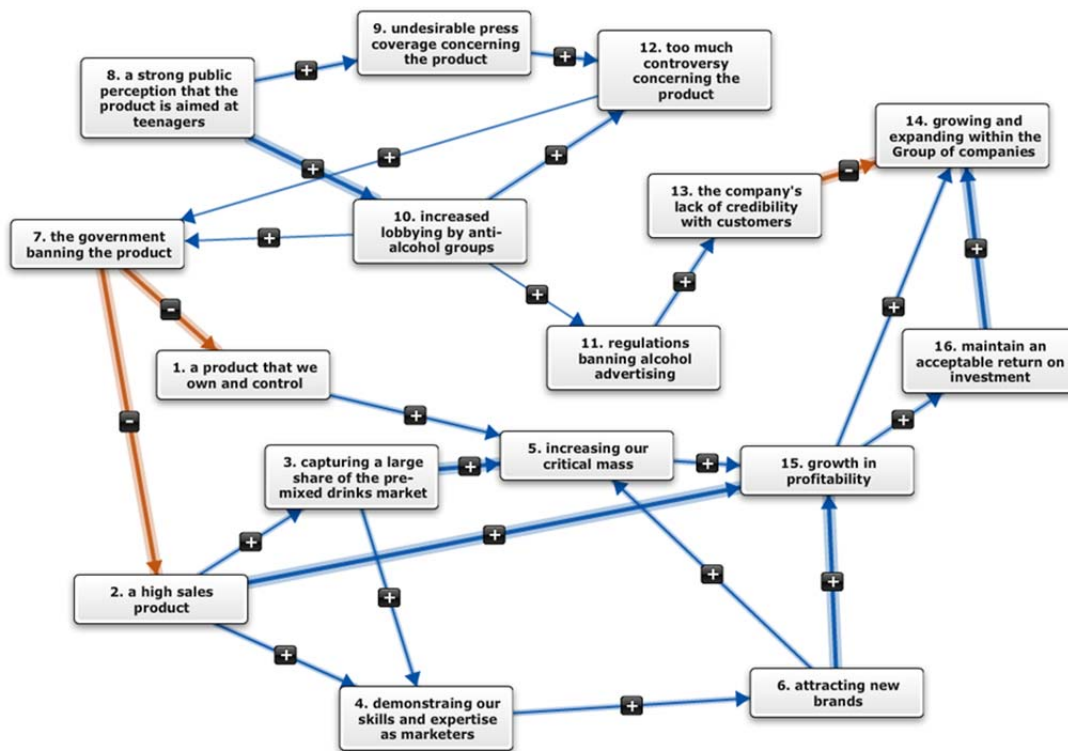 9. undesirable press
coverage concerning
the product
12. too much
controversy
concerning the
product
8. a strong public
perception that the
product is aimed at
teenagers
14. growing and
expanding within the
Group of companies
13. the company's
lack of credibility
with customers
10. increased
lobbying by anti-
alcohol groups
7. the government
banning the product
11. regulations
banning alcohol
advertising
16. maintain an
acceptable return on
investment
1. a product that we
own and control
5. increasing our
critical mass
3. capturing a large
share of the pre-
mixed drinks market
15. growth in
profitability
2. a high sales
product
6. attracting new
brands
4. demonstraing our
skills and expertise
as marketers
+
+
+
+
+
+
+
+
-
-
-
+
+
+
+
+
+
+
+
+
+
+
+
+